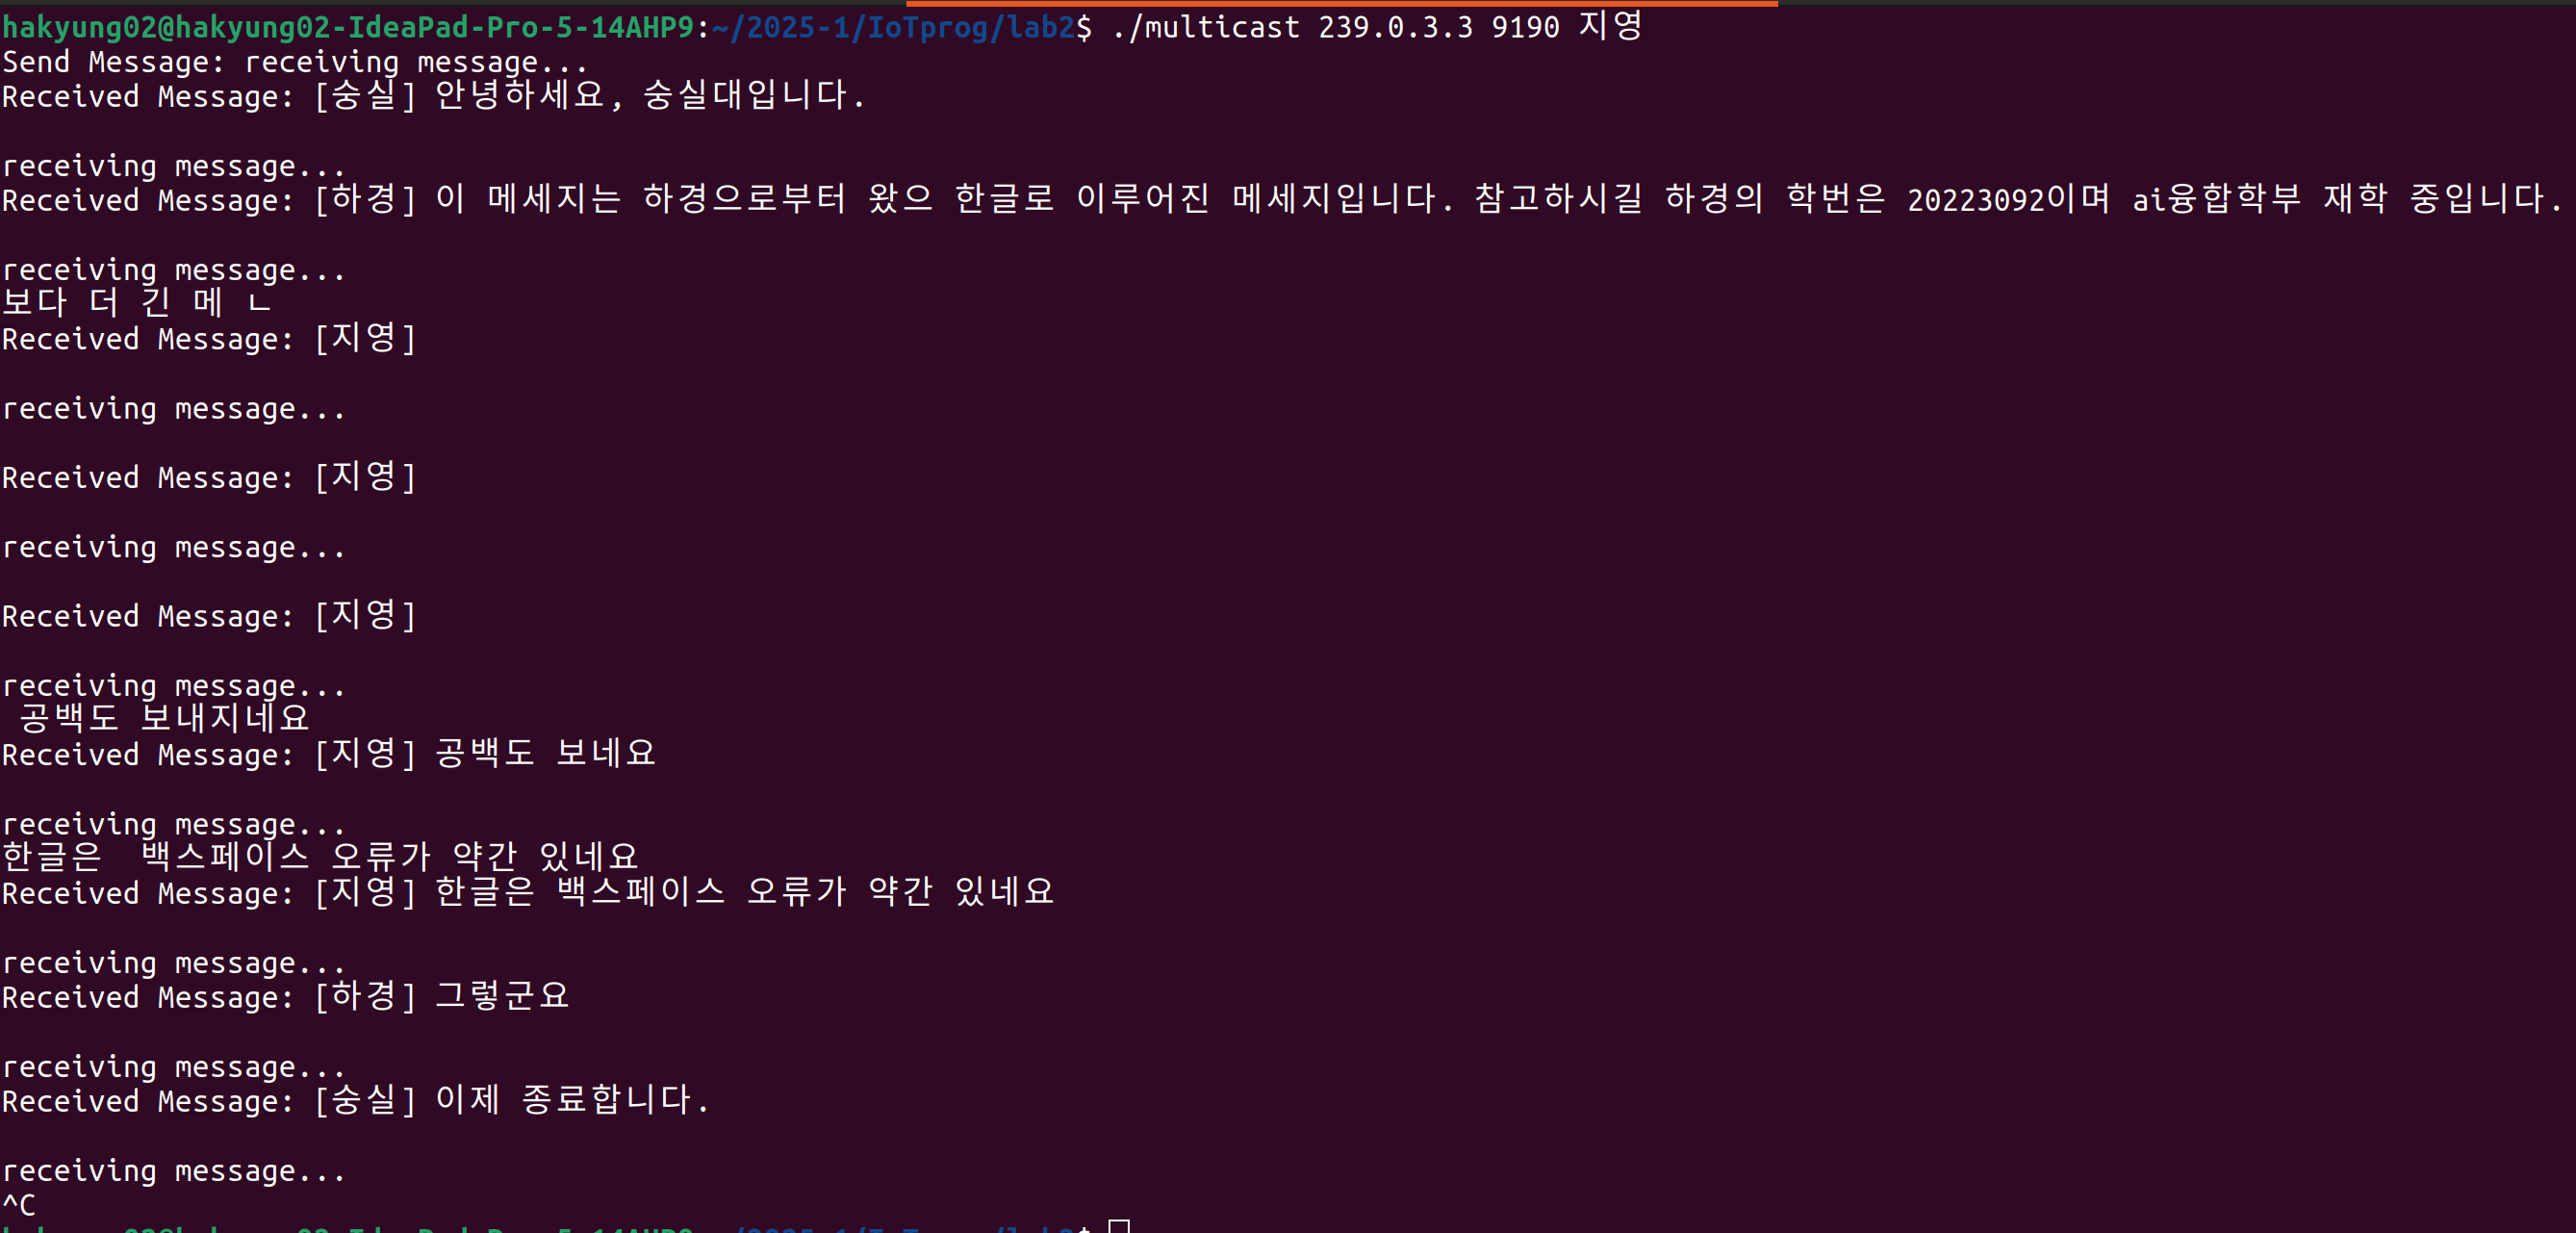 hakyung02@hakyung02-IdeaPad-Pro-5-14AHP9:~/2025-1/IoTprog/lab2$ ./multicast 239.0.3.3 9190 지영
Send Message: receiving message...
Received Message: [숭실] 안녕하세요, 숭실대입니다.
receiving message...
Received Message: [하경] 이 메세지는 하경으로부터 왔으 한글로 이루어진 메세지입니다. 참고하시길 하경의 학번은 20223092이며 ai융합학부 재학 중입니다.
receiving message...
보다 더 긴 메 ㄴ
Received Message: [지영]
receiving message...
Received Message: [지영]
receiving message...
Received Message: [지영]
receiving message...
공백도 보내지네요
Received Message: [지영] 공백도 보네요
receiving message...
한글은  백스페이스 오류가 약간 있네요
Received Message: [지영] 한글은 백스페이스 오류가 약간 있네요
receiving message...
Received Message: [하경] 그렇군요
receiving message...
Received Message: [숭실] 이제 종료합니다.
receiving message...
^C
hakyung02@hakyung02-IdeaPad-Pro-5-14AHP9:~/2025-1/IoTprog/lab2$